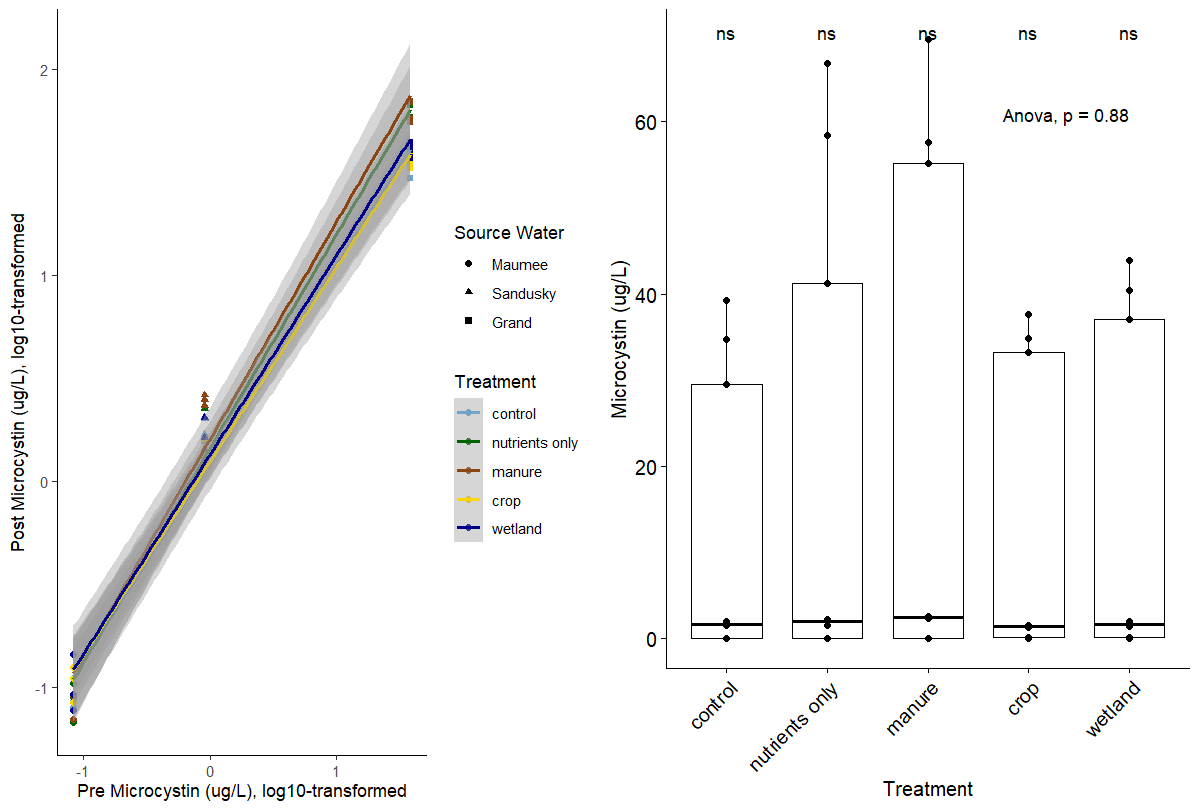 2
1
0
-1
-1
0
1
Post Microcystin (ug/L), log10-transformed
Pre Microcystin (ug/L), log10-transformed
Source Water
Maumee
Sandusky
Grand
Treatment
control
nutrients only
manure
crop
wetland
ns
ns
ns
ns
ns
Anova, p = 0.88
60
40
20
0
Microcystin (ug/L)
control
nutrients only
manure
crop
wetland
Treatment